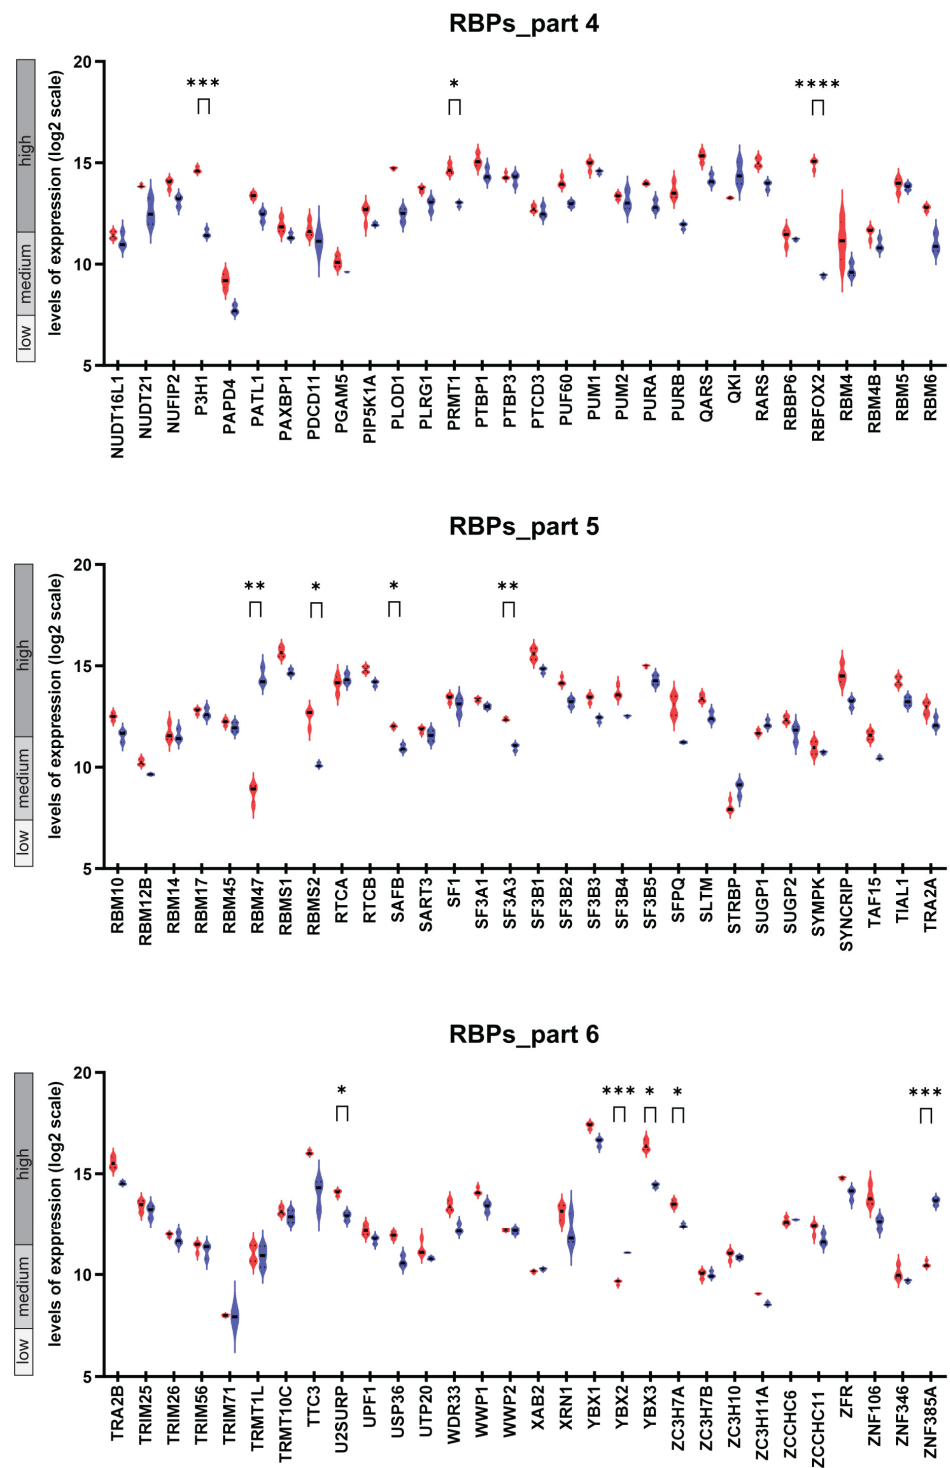 RBPs_part 4
levels of exppression (log2 scale)
high
medium
low
20
15
10
5
***
*
****
NUDT16L1
NUDT21
NUFIP2
P3H1
PAPD4
PATL1
PAXBP1
PDCD11
PGAM5
PIP5K1A
PLOD1
PLRG1
PRMT1
PTBP1
PTBP3
PTCD3
PUF60
PUM1
PUM2
PURA
PURB
QARS
QKI
RARS
RBBP6
RBFOX2
RBM4
RBM4B
RBM5
RBM6
RBPs_part 5
levels of exppression (log2 scale)
high
medium
low
20
15
10
5
**
*
*
**
RBM10
RBM12B
RBM14
RBM17
RBM45
RBM47
RBMS1
RBMS2
RTCA
RTCB
SAFB
SART3
SF1
SF3A1
SF3A3
SF3B1
SF3B2
SF3B3
SF3B4
SF3B5
SFPQ
SLTM
STRBP
SUGP1
SUGP2
SYMPK
SYNCRIP
TAF15
TIAL1
TRA2A
RBPs_part 6
levels of exppression (log2 scale)
high
medium
low
20
15
10
5
*
***
*
*
***
TRA2B
TRIM25
TRIM26
TRIM56
TRIM71
TRMT1L
TRMT10C
TTC3
U2SURP
UPF1
USP36
UTP20
WDR33
WWP1
WWP2
XAB2
XRN1
YBX1
YBX2
YBX3
ZC3H7A
ZC3H7B
ZC3H10
ZC3H11A
ZCCHC6
ZCCHC11
ZFR
ZNF106
ZNF346
ZNF385A